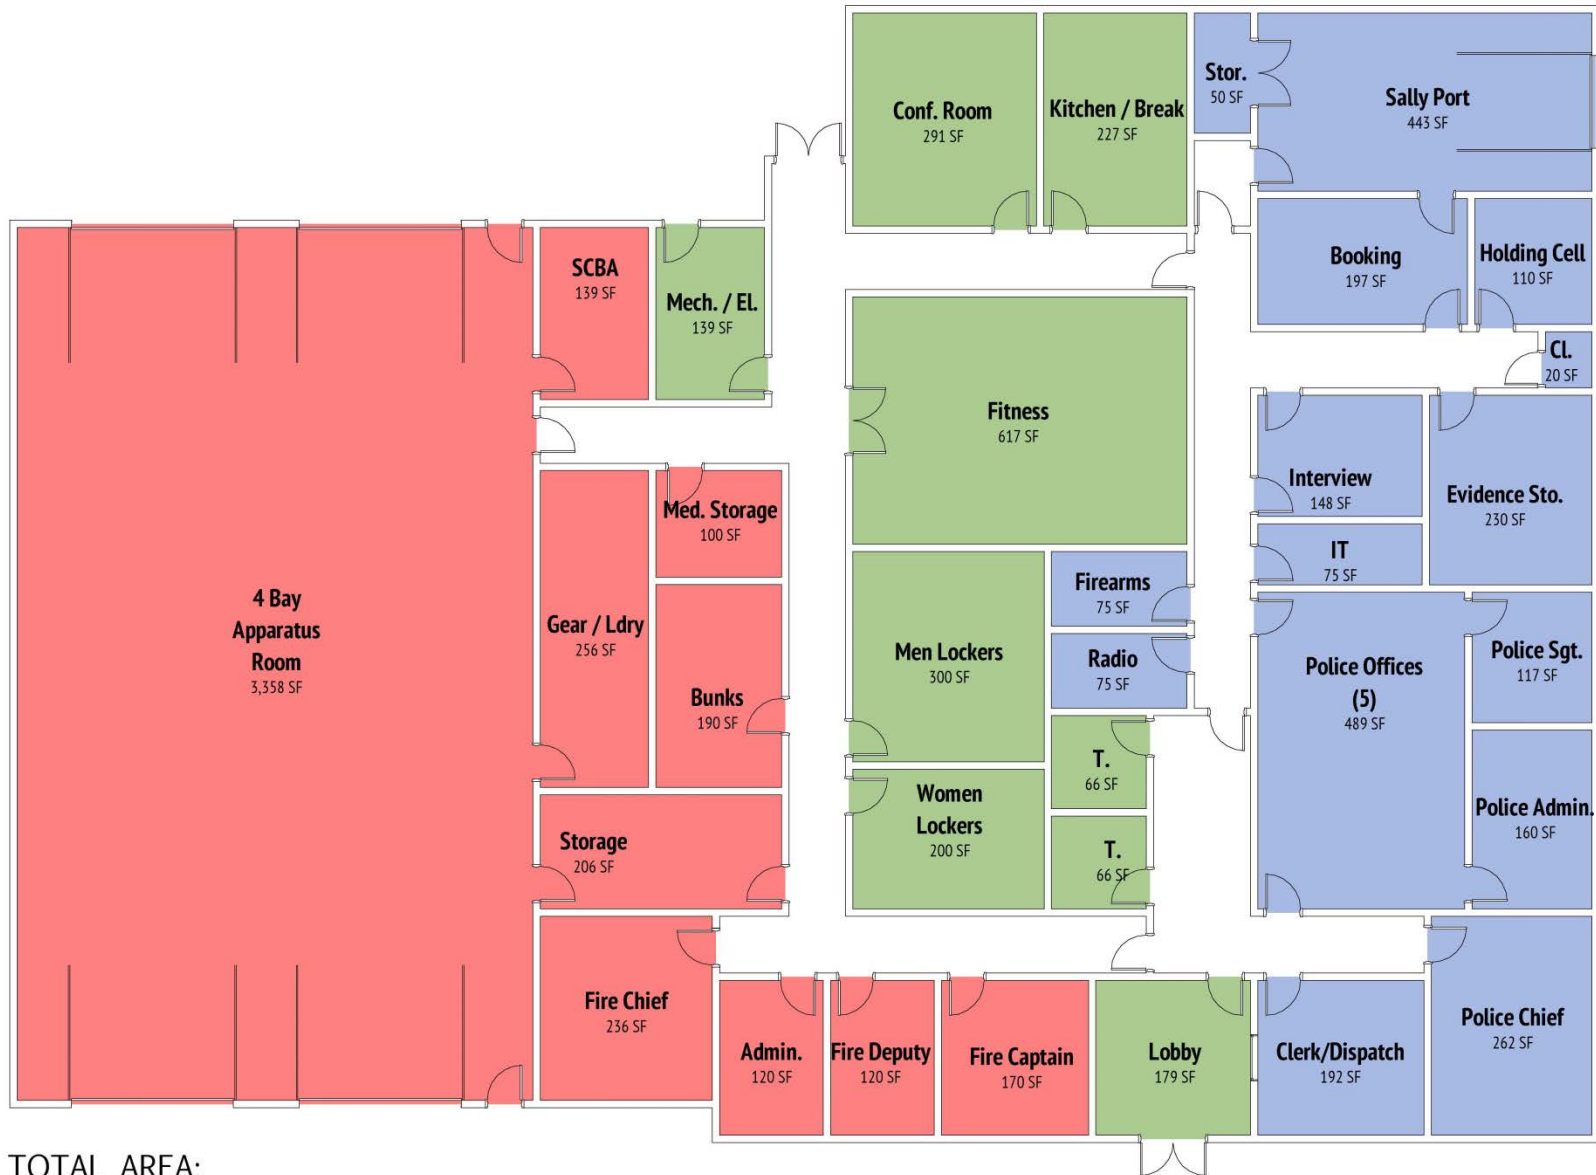 Conf. Room
291 SF
Kitchen / Break
227 SF
Stor.
50 SF
Sally Port
443 SF
SCBA
139 SF
Mech. / El.
139 SF
Booking
197 SF
Holding Cell
110 SF
Cl.
20 SF
Fitness
617 SF
Interview
148 SF
Evidence Sto.
230 SF
Med. Storage
100 SF
IT
75 SF
4 Bay
Apparatus
Room
3,358 SF
Gear / Ldry
256 SF
Bunks
190 SF
Men Lockers
300 SF
Firearms
75 SF
Radio
75 SF
Police Offices
(5)
489 SF
Police Sgt.
117 SF
T.
66 SF
Women
Lockers
200 SF
T.
66 SF
Police Admin.
160 SF
Storage
206 SF
Fire Chief
236 SF
Admin.
120 SF
Fire Deputy
120 SF
Fire Captain
170 SF
Lobby
179 SF
Clerk/Dispatch
192 SF
Police Chief
262 SF
TOTAL AREA: